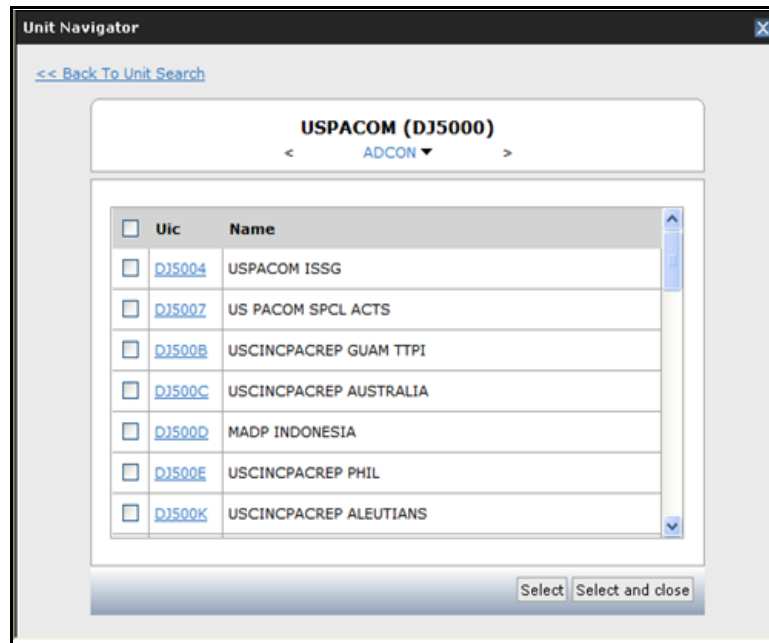 Unit Navigator
<< Back To Unit Search
USPACOM (DJ5000)
< ADCON >
Uic Name
DJ5004 USPACOM ISSG
DJ5007 US PACOM SPCL ACTS
DJ500B USCINCPACREP GUAM TTPI
DJ500C USCINCPACREP AUSTRALIA
DJ500D MADP INDONESIA
DJ500E USCINCPACREP PHIL
DJ500K USCINCPACREP ALEUTIANS
Select Select and close